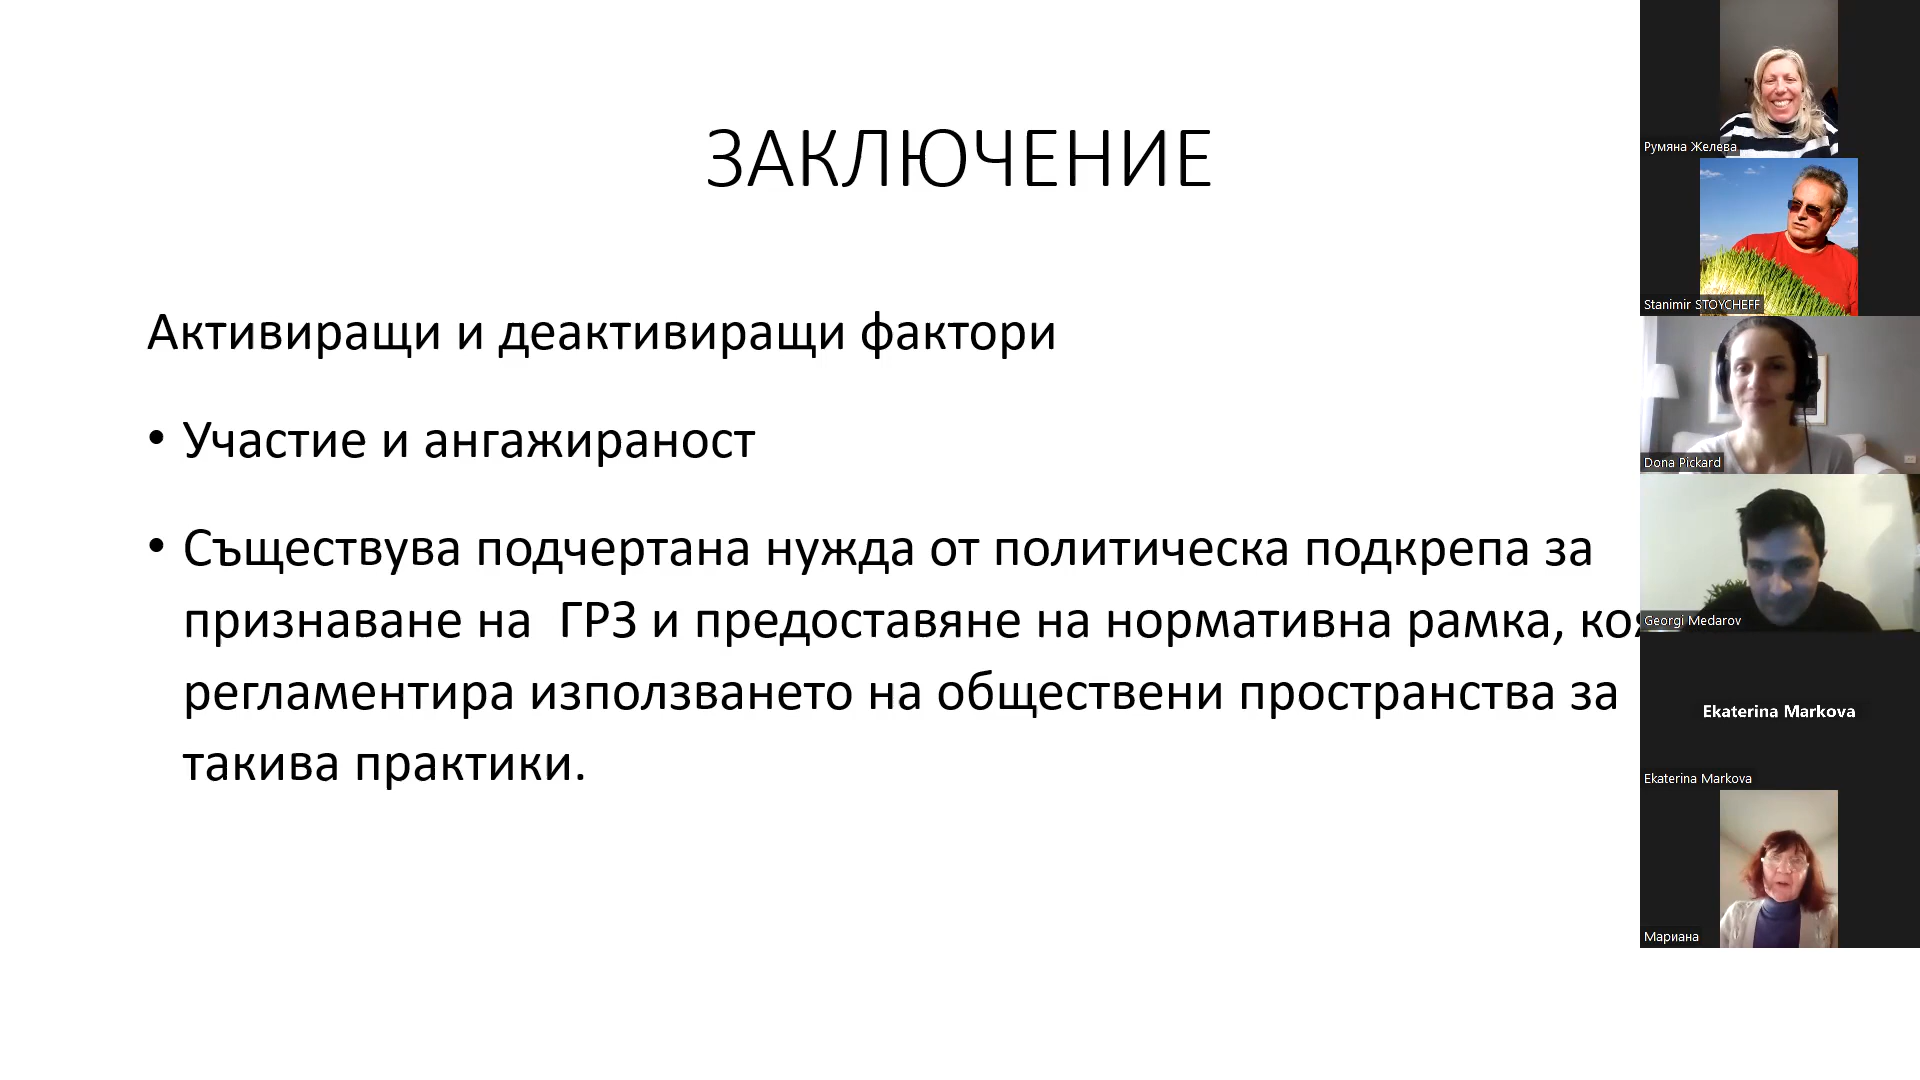 ЗАКЛЮЧЕНИЕ
Активиращи и деактивиращи фактори
• Участие и ангажираност
• Съществува подчертана нужда от политическа подкрепа за
признаване на  ГРЗ и предоставяне на нормативна рамка,
регламентира използването на обществени пространства за
такива практики.
Румяна Желева
Stanimir STOYCHEFF
Dona Pickard
Georgi Medarov
Ekaterina Markova
Ekaterina Markova
Мариана